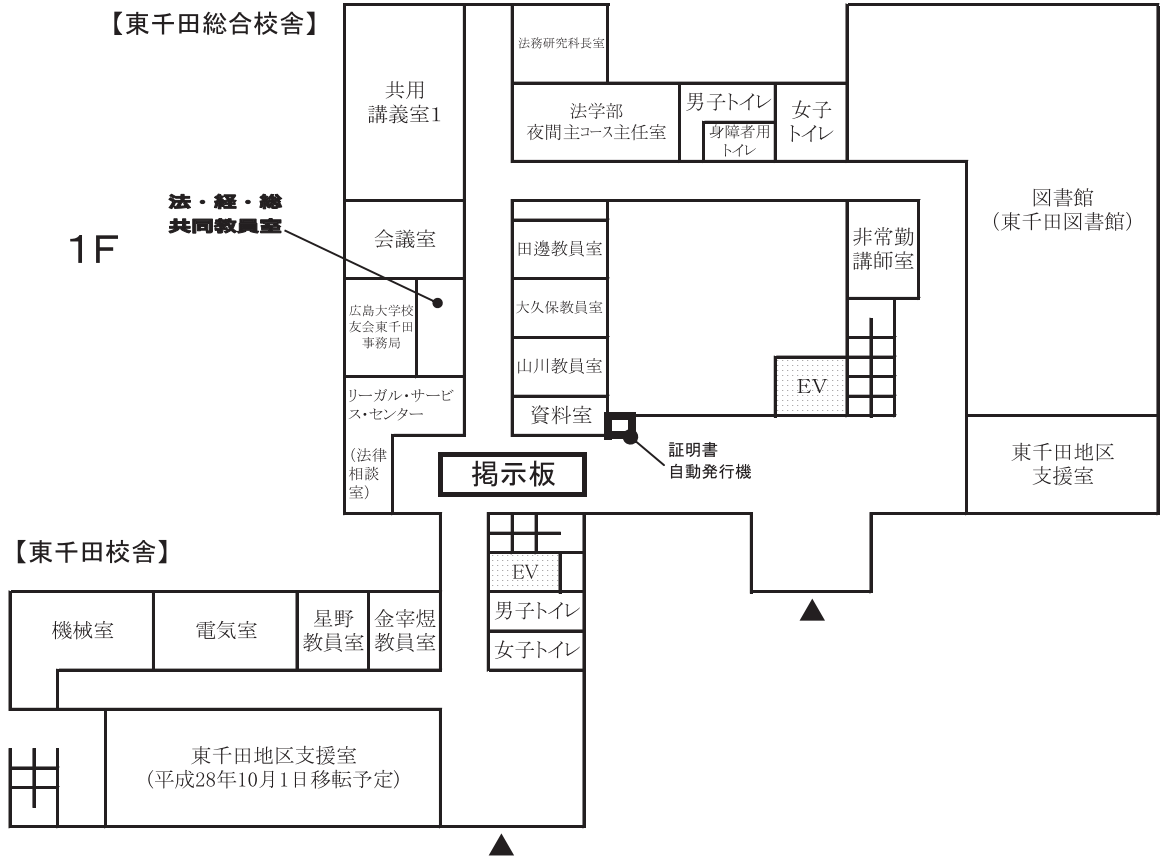 【東千田総合校舎】
法務研究科長室
共用
講義室1
法学部
夜間主コース主任室
男子トイレ
身障者用
トイレ
女子
トイレ
図書館
(東千田図書館)
法・経・総
共同教員室
1F
会議室
田邊教員室
非常勤
講師室
広島大学校
友会東千田
事務局
大久保教員室
山川教員室
EV
リーガル・サービ
ス・センター
(法律
相談
室)
資料室
証明書
自動発行機
掲示板
東千田地区
支援室
【東千田校舎】
EV
機械室
電気室
星野
教員室
金宰煜
教員室
男子トイレ
女子トイレ
東千田地区支援室
(平成28年10月1日移転予定)